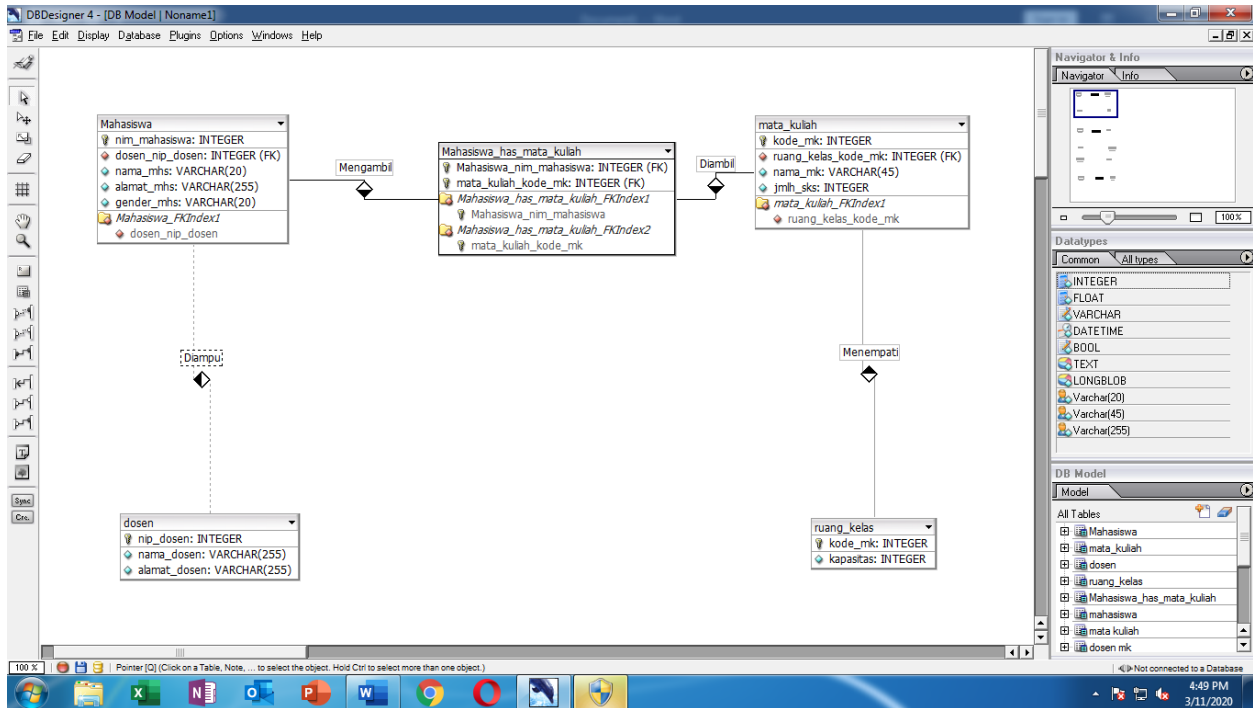 DBDesigner 4 - [DB Model | Noname1]
File Edit Display Database Plugins Options Windows Help
Mahasiswa
nim_mahasiswa: INTEGER
dosen_nip_dosen: INTEGER (FK)
nama_mhs: VARCHAR(20)
alamat_mhs: VARCHAR(255)
gender_mhs: VARCHAR(20)
Mahasiswa_FKIndex1
dosen_nip_dosen
Mengambil
Mahasiswa_has_mata_kuliah
Mahasiswa_nim_mahasiswa: INTEGER (FK)
mata_kuliah_kode_mk: INTEGER (FK)
Mahasiswa_has_mata_kuliah_FKIndex1
Mahasiswa_nim_mahasiswa
Mahasiswa_has_mata_kuliah_FKIndex2
mata_kuliah_kode_mk
Diambil
mata_kuliah
kode_mk: INTEGER
ruang_kelas_kode_mk: INTEGER (FK)
nama_mk: VARCHAR(45)
jmlh_sks: INTEGER
mata_kuliah_FKIndex1
ruang_kelas_kode_mk
Diampu
Menempati
dosen
nip_dosen: INTEGER
nama_dosen: VARCHAR(255)
alamat_dosen: VARCHAR(255)
ruang_kelas
kode_mk: INTEGER
kapasitas: INTEGER
Sync
Cre.
Navigator & Info
Navigator Info
100 %
Datatypes
Common All types
INTEGER
FLOAT
VARCHAR
DATETIME
BOOL
TEXT
LONGBLOB
Varchar(20)
Varchar(45)
Varchar(255)
DB Model
Model
All Tables
Mahasiswa
mata_kuliah
dosen
ruang_kelas
Mahasiswa_has_mata_kuliah
mahasiswa
mata kuliah
dosen mk
100 % Pointer [Q] (Click on a Table, Note, ... to select the object. Hold Ctrl to select more than one object.) Not connected to a Database
4:49 PM
3/11/2020